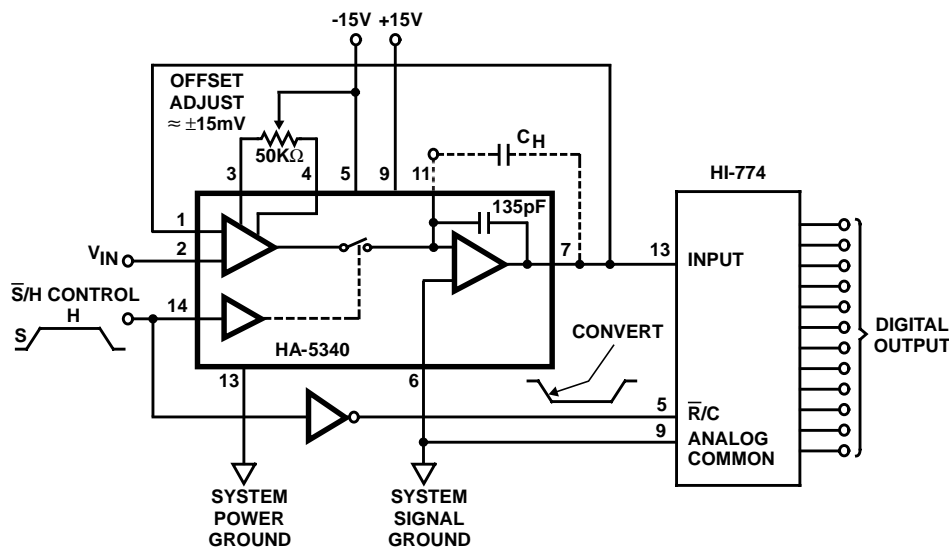 -15V +15V
OFFSET
ADJUST
≈ ±15mV
50KΩ
CH
3 4 5 9 11
HI-774
135pF
1
2
VIN
7 13 INPUT
S̅/H CONTROL
H
S
14
CONVERT
DIGITAL
OUTPUT
HA-5340
13 6
5 R̅/C
9 ANALOG
COMMON
SYSTEM
POWER
GROUND
SYSTEM
SIGNAL
GROUND